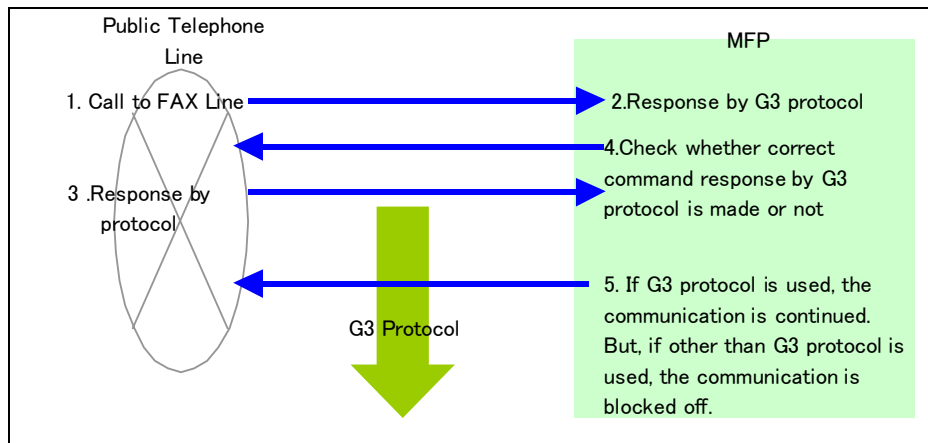 Public Telephone
Line
MFP
1. Call to FAX Line
2.Response by G3 protocol
3 .Response by
protocol
4.Check whether correct
command response by G3
protocol is made or not
G3 Protocol
5. If G3 protocol is used, the
communication is continued.
But, if other than G3 protocol is
used, the communication is
blocked off.